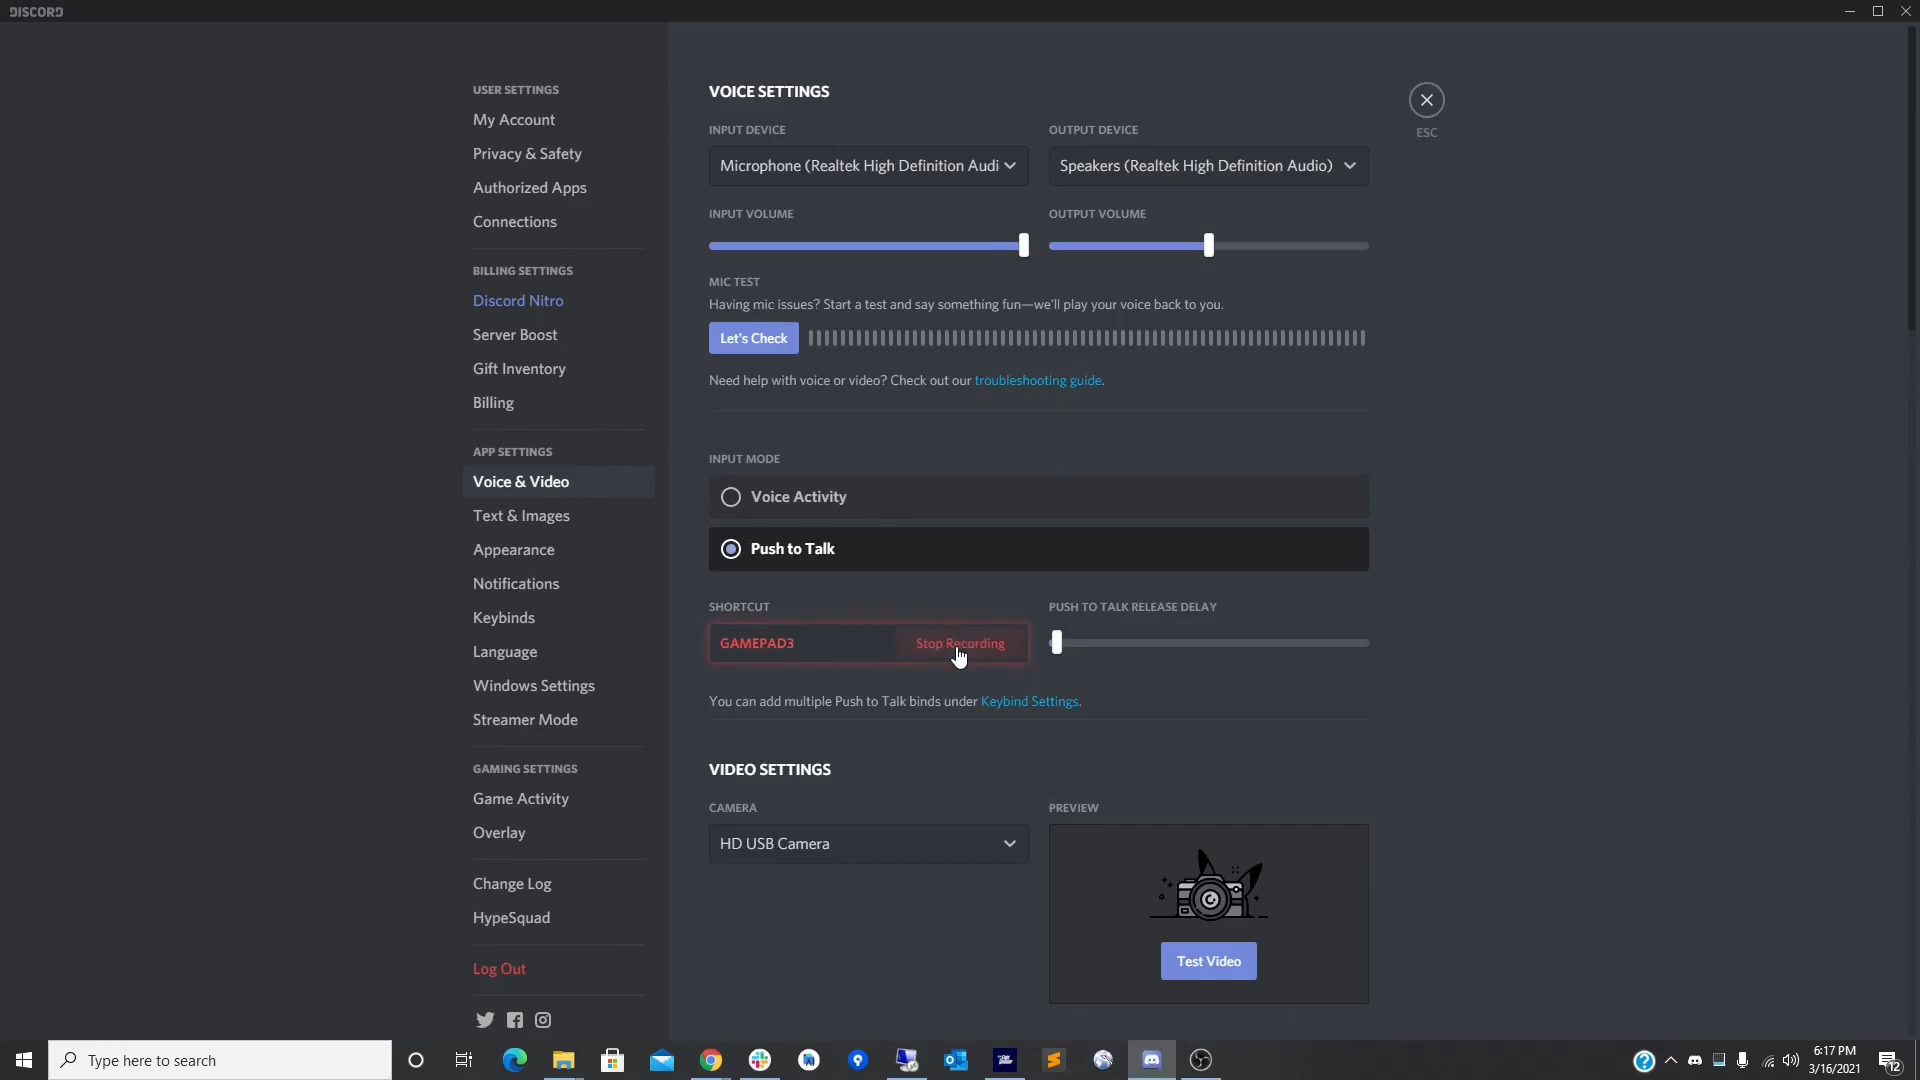 DISCORD
USER SETTINGS
My Account
Privacy & Safety
Authorized Apps
Connections
BILLING SETTINGS
Discord Nitro
Server Boost
Gift Inventory
Billing
APP SETTINGS
Voice & Video
Text & Images
Appearance
Notifications
Keybinds
Language
Windows Settings
Streamer Mode
GAMING SETTINGS
Game Activity
Overlay
Change Log
HypeSquad
Log Out
VOICE SETTINGS
ESC
INPUT DEVICE
Microphone (Realtek High Definition Audi
OUTPUT DEVICE
Speakers (Realtek High Definition Audio)
INPUT VOLUME
OUTPUT VOLUME
MIC TEST
Having mic issues? Start a test and say something fun—we'll play your voice back to you.
Let's Check
Need help with voice or video? Check out our troubleshooting guide.
INPUT MODE
Voice Activity
Push to Talk
SHORTCUT
GAMEPAD3
Stop Recording
PUSH TO TALK RELEASE DELAY
You can add multiple Push to Talk binds under Keybind Settings.
VIDEO SETTINGS
CAMERA
HD USB Camera
PREVIEW
Test Video
Type here to search
6:17 PM
3/16/2021
12